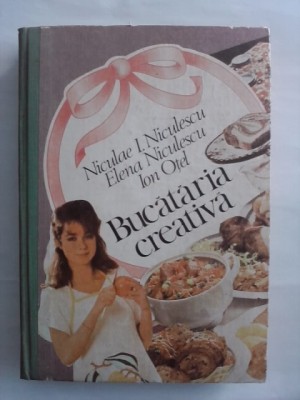 Niculae I. Niculescu
Elena Niculescu
Ion Oțel
Bucătăria
creativă